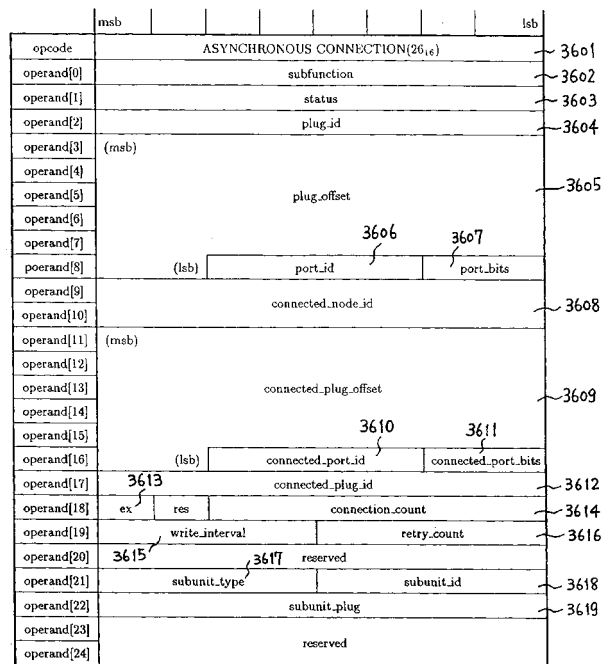 msb lsb
opcode ASYNCHRONOUS CONNECTION(26₁₆) 3601
operand[0] subfunction 3602
operand[1] status 3603
operand[2] plug_id 3604
operand[3] (msb)
operand[4]
operand[5] plug_offset 3605
operand[6]
operand[7] 3606 3607
poerand[8] (lsb) port_id port_bits
operand[9]
connected_node_id 3608
operand[10]
operand[11] (msb)
operand[12]
operand[13] connected_plug_offset 3609
operand[14]
operand[15] 3610 3611
operand[16] (lsb) connected_port_id connected_port_bits
operand[17] 3613 connected_plug_id 3612
operand[18] ex res connection_count 3614
operand[19] write_interval retry_count 3616
operand[20] 3615 3617 reserved
operand[21] subunit_type subunit_id 3618
operand[22] subunit_plug 3619
operand[23]
reserved
operand[24]